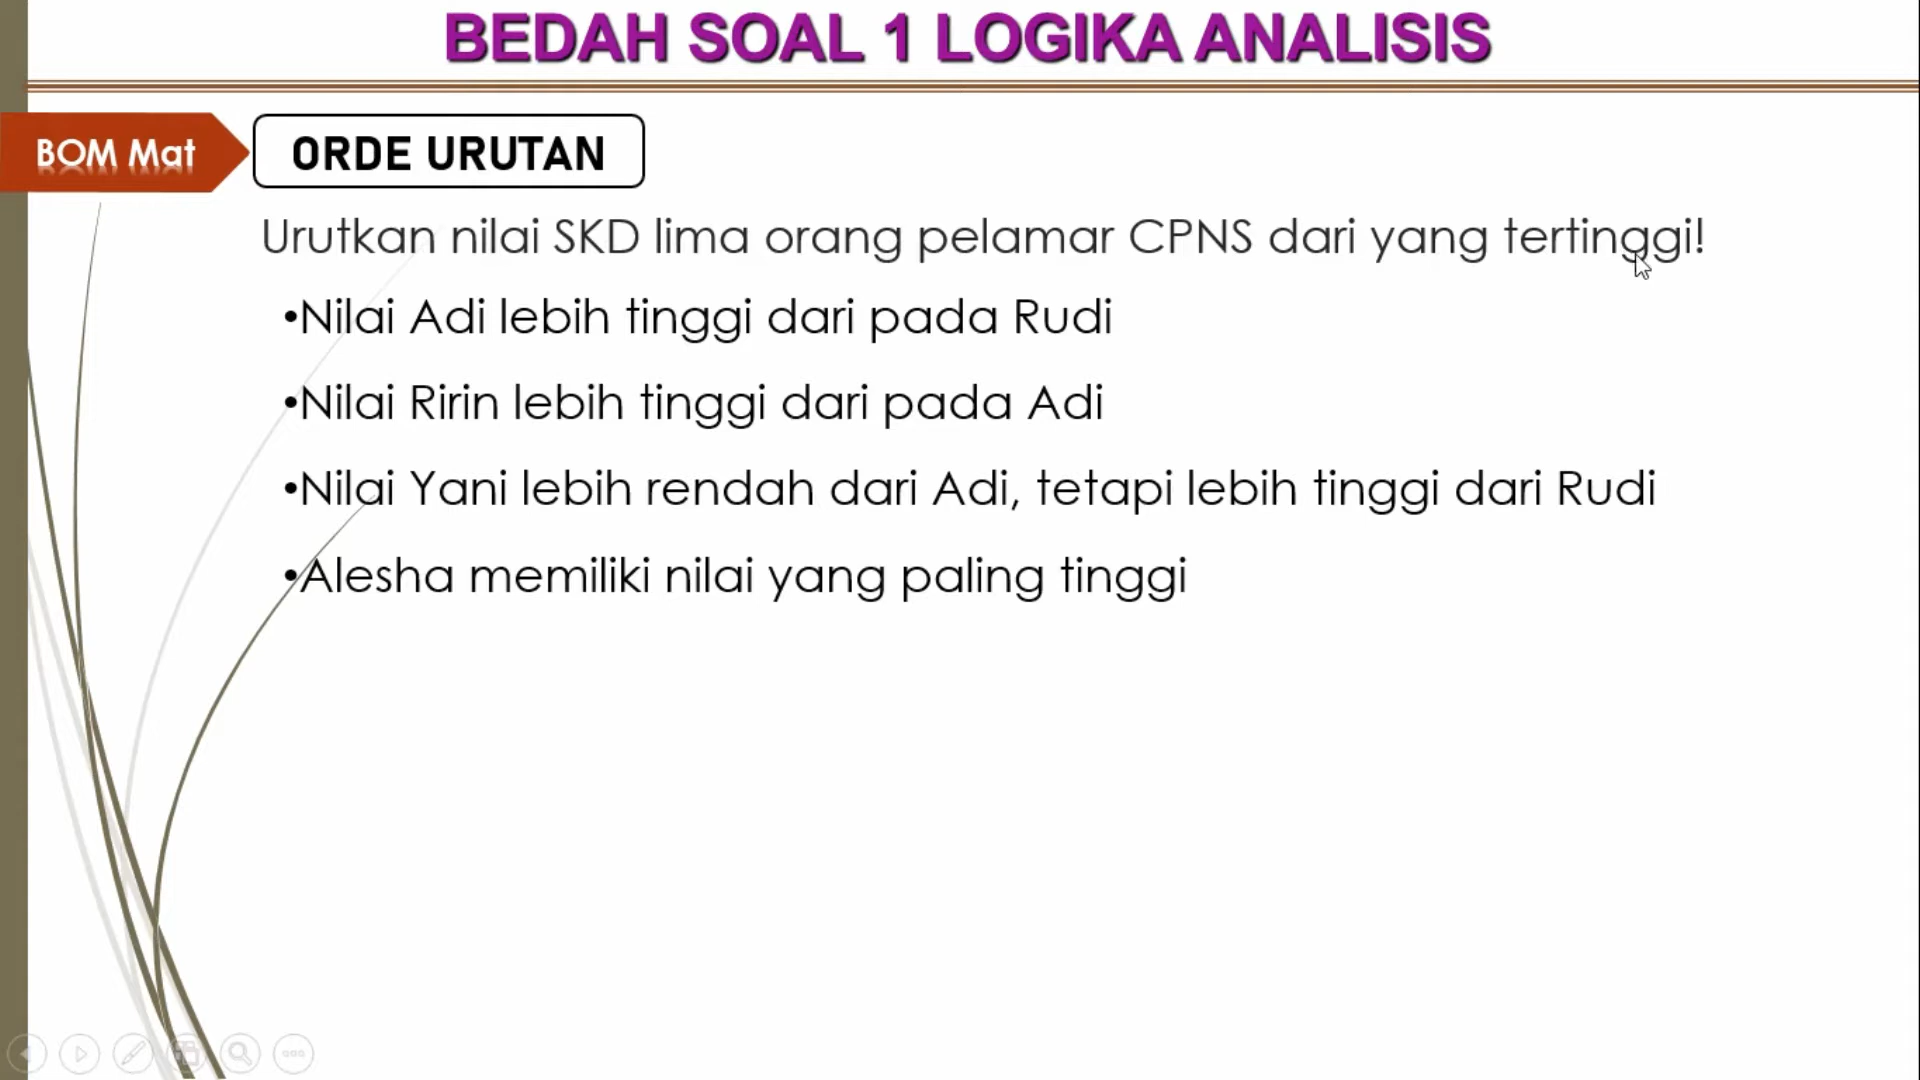 BEDAH SOAL 1 LOGIKA ANALISIS
BOM Mat
ORDE URUTAN
Urutkan nilai SKD lima orang pelamar CPNS dari yang tertinggi!
•Nilai Adi lebih tinggi dari pada Rudi
•Nilai Ririn lebih tinggi dari pada Adi
•Nilai Yani lebih rendah dari Adi, tetapi lebih tinggi dari Rudi
•Alesha memiliki nilai yang paling tinggi